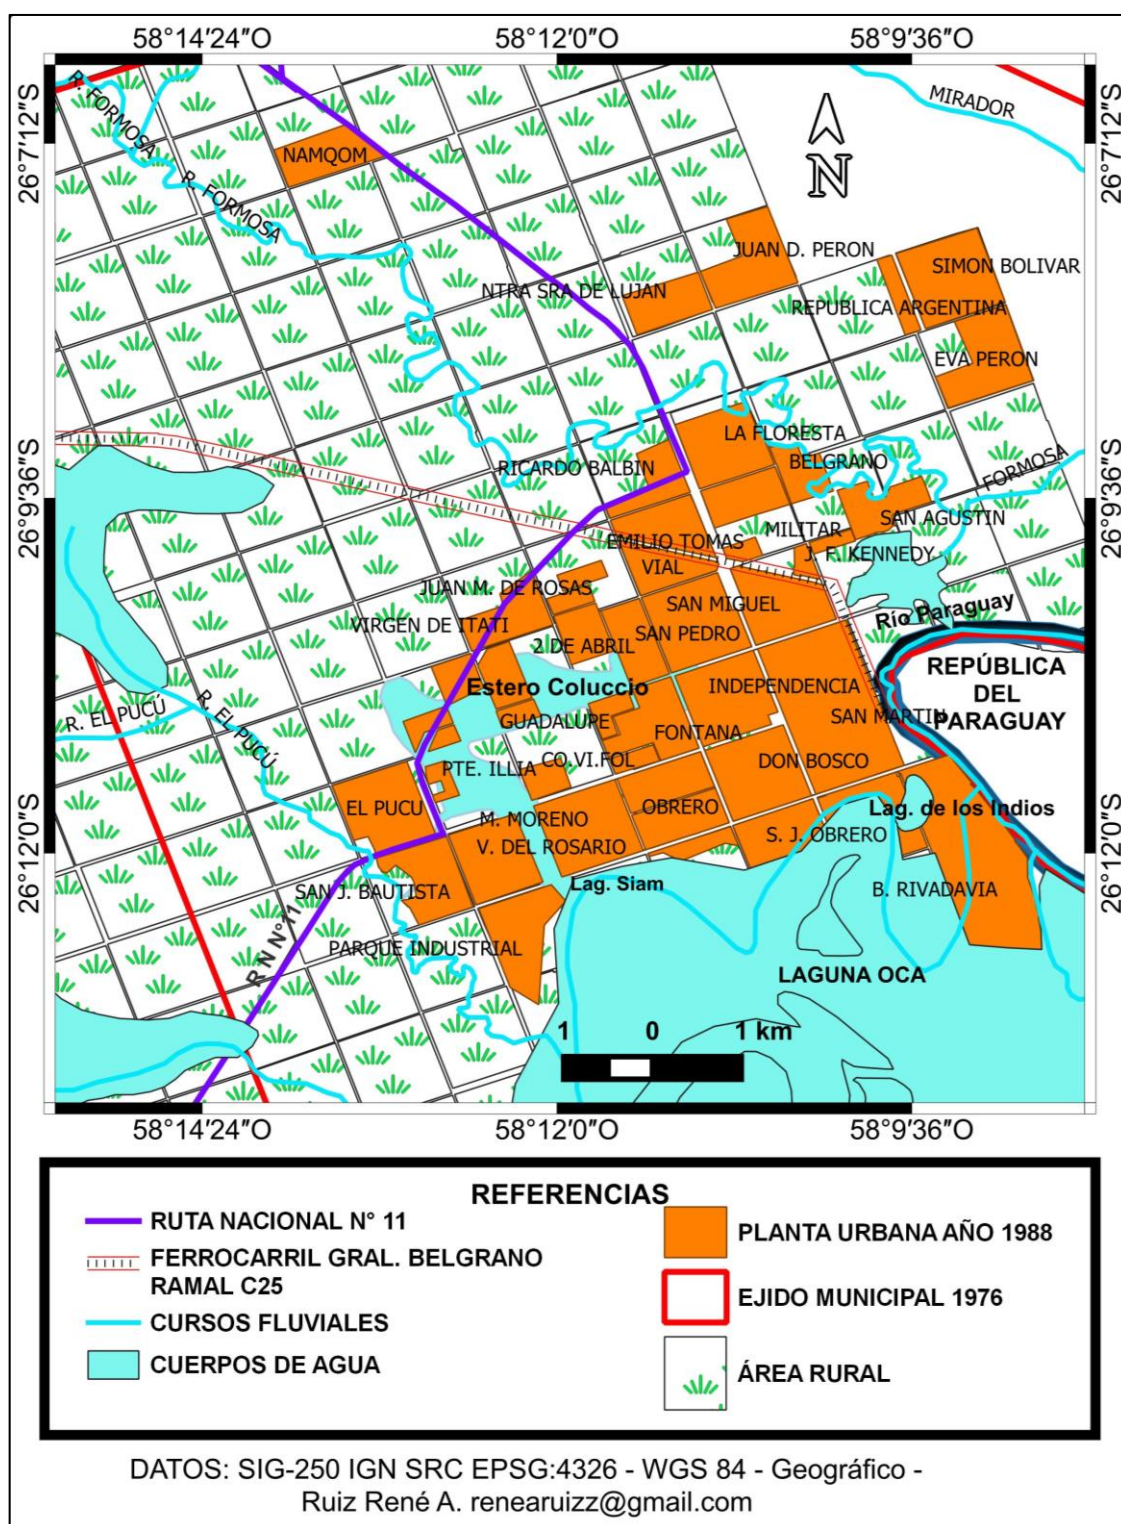 58°14′24″O
58°12′0″O
58°9′36″O
26°7′12″S
26°7′12″S
R. FORMOSA
MIRADOR
N
NAMQOM
R. FORMOSA
JUAN D. PERON
SIMON BOLIVAR
NTRA SRA DE LUJAN
REPUBLICA ARGENTINA
EVA PERON
LA FLORESTA
26°9′36″S
26°9′36″S
RICARDO BALBIN
BELGRANO
FORMOSA
SAN AGUSTIN
MILITAR
EMILIO TOMAS
J. F. KENNEDY
VIAL
JUAN M. DE ROSAS
SAN MIGUEL
Río Paraguay
VIRGEN DE ITATI
SAN PEDRO
2 DE ABRIL
REPÚBLICA
DEL
PARAGUAY
Estero Coluccio
INDEPENDENCIA
R. EL PUCÚ
R. EL PUCÚ
GUADALUPE
SAN MARTIN
FONTANA
CO.VI.FOL
DON BOSCO
PTE. ILLIA
EL PUCU
OBRERO
Lag. de los Indios
M. MORENO
S. J. OBRERO
V. DEL ROSARIO
26°12′0″S
26°12′0″S
Lag. Siam
SAN J. BAUTISTA
B. RIVADAVIA
R N N°11
PARQUE INDUSTRIAL
LAGUNA OCA
1 0 1 km
58°14′24″O
58°12′0″O
58°9′36″O
REFERENCIAS
RUTA NACIONAL N° 11
FERROCARRIL GRAL. BELGRANO
RAMAL C25
CURSOS FLUVIALES
CUERPOS DE AGUA
PLANTA URBANA AÑO 1988
EJIDO MUNICIPAL 1976
ÁREA RURAL
DATOS: SIG-250 IGN SRC EPSG:4326 - WGS 84 - Geográfico -
Ruiz René A. renearuizz@gmail.com